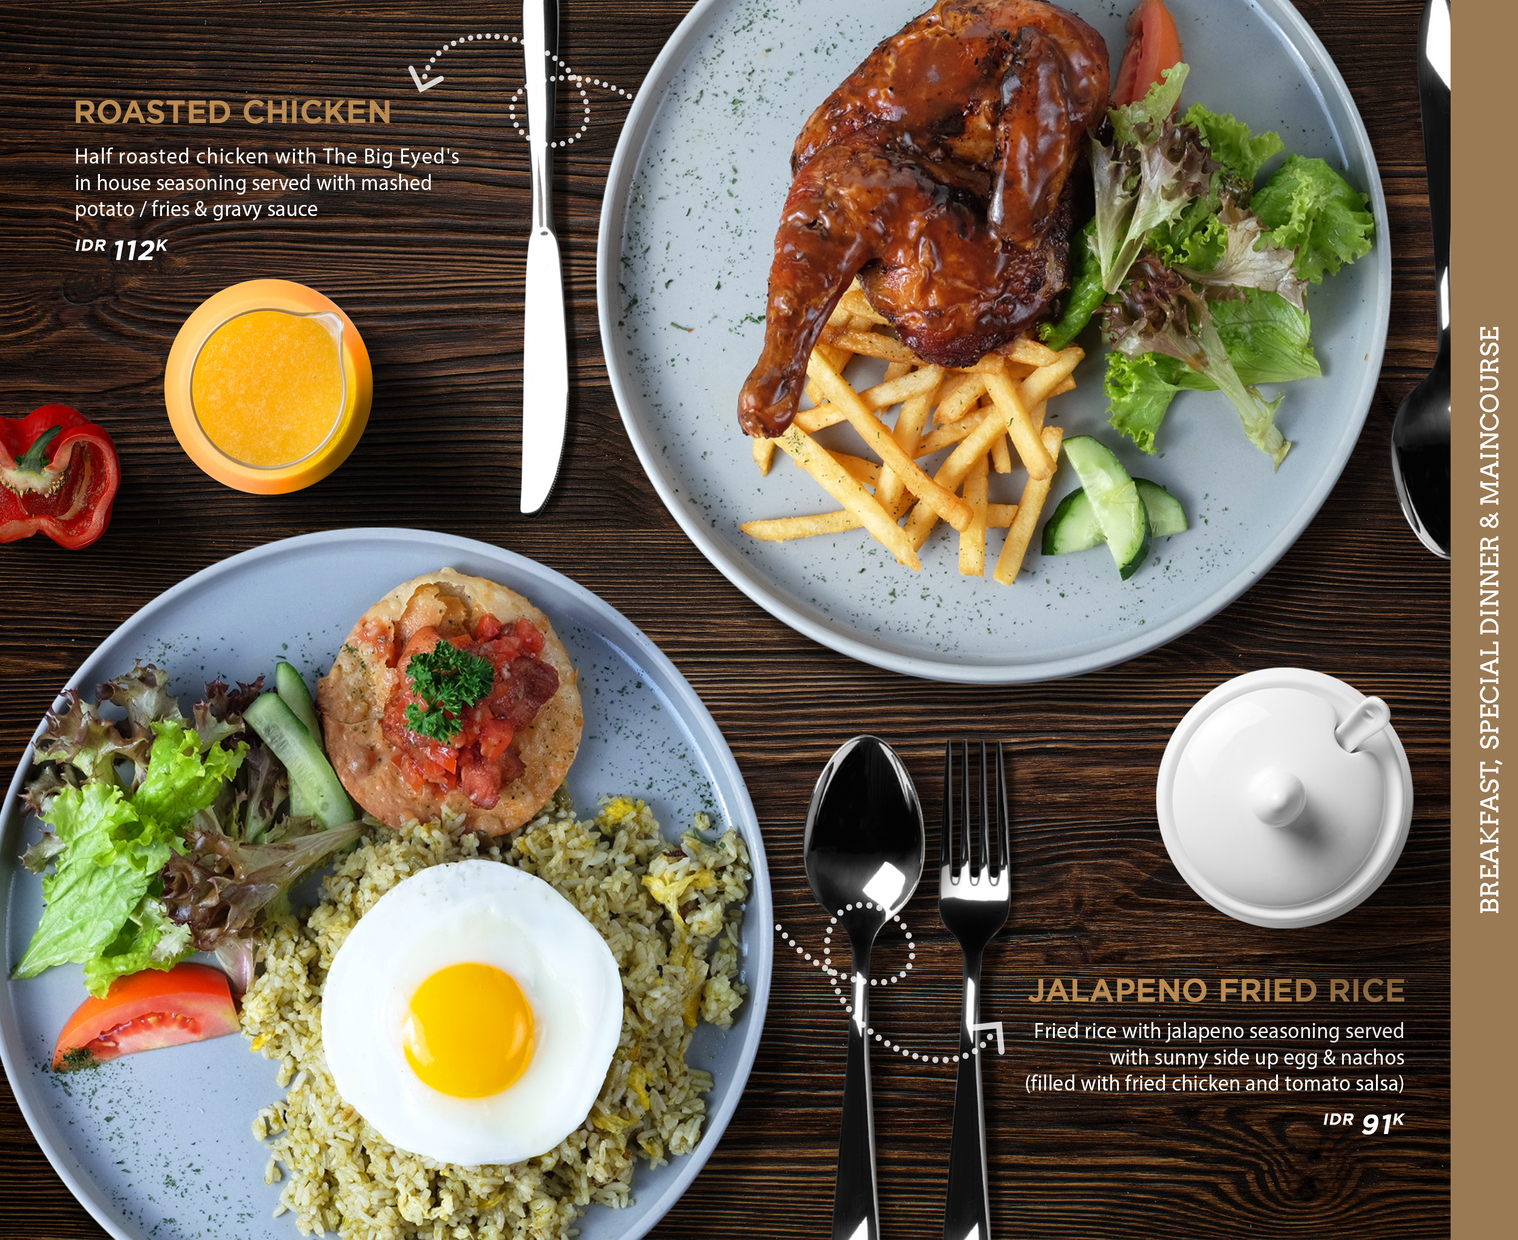 ROASTED CHICKEN
Half roasted chicken with The Big Eyed's
in house seasoning served with mashed
potato / fries & gravy sauce
IDR 112K
BREAKFAST, SPECIAL DINNER & MAINCOURSE
JALAPENO FRIED RICE
Fried rice with jalapeno seasoning served
with sunny side up egg & nachos
(filled with fried chicken and tomato salsa)
IDR 91K